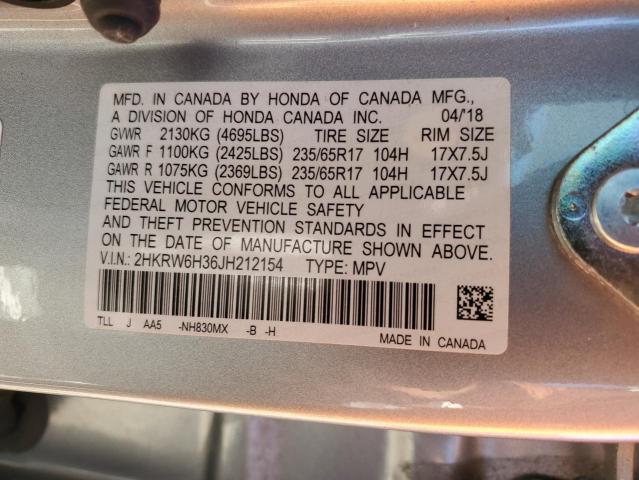 MFD. IN CANADA BY HONDA OF CANADA MFG.,
A DIVISION OF HONDA CANADA INC. 04/'18
GVWR 2130KG (4695LBS) TIRE SIZE RIM SIZE
GAWR F 1100KG (2425LBS) 235/65R17 104H 17X7.5J
GAWR R 1075KG (2369LBS) 235/65R17 104H 17X7.5J
THIS VEHICLE CONFORMS TO ALL APPLICABLE
FEDERAL MOTOR VEHICLE SAFETY
AND THEFT PREVENTION STANDARDS IN EFFECT
ON THE DATE OF MANUFACTURE SHOWN ABOVE.
V.I.N.: 2HKRW6H36JH212154 TYPE: MPV
TLL J AA5 -NH830MX -B -H MADE IN CANADA